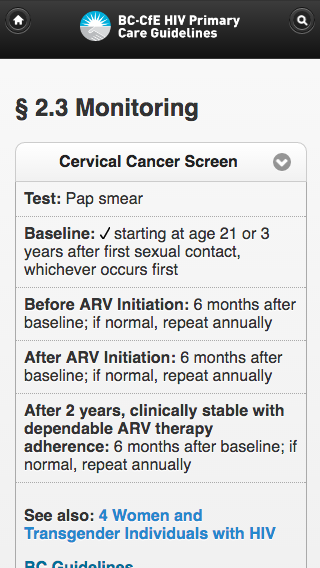 BC-CfE HIV Primary
Care Guidelines
§ 2.3 Monitoring
Cervical Cancer Screen
Test: Pap smear
Baseline: ✓ starting at age 21 or 3
years after first sexual contact,
whichever occurs first
Before ARV Initiation: 6 months after
baseline; if normal, repeat annually
After ARV Initiation: 6 months after
baseline; if normal, repeat annually
After 2 years, clinically stable with
dependable ARV therapy
adherence: 6 months after baseline; if
normal, repeat annually
See also: 4 Women and
Transgender Individuals with HIV
BC Guidelines